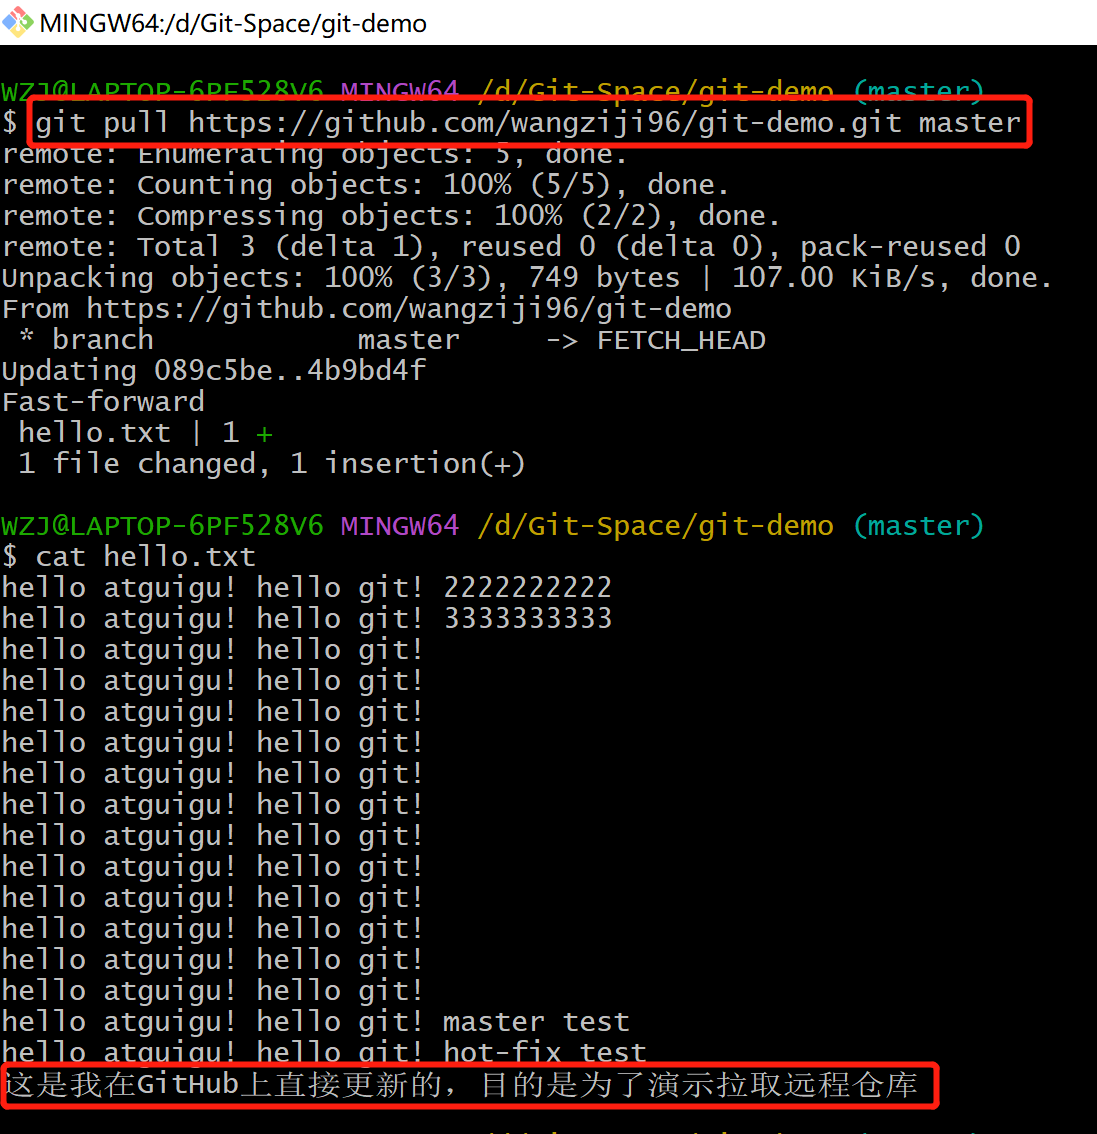 MINGW64:/d/Git-Space/git-demo
WZJ@LAPTOP-6PF528V6 MINGW64 /d/Git-Space/git-demo (master)
$ git pull https://github.com/wangziji96/git-demo.git master
remote: Enumerating objects: 5, done.
remote: Counting objects: 100% (5/5), done.
remote: Compressing objects: 100% (2/2), done.
remote: Total 3 (delta 1), reused 0 (delta 0), pack-reused 0
Unpacking objects: 100% (3/3), 749 bytes | 107.00 KiB/s, done.
From https://github.com/wangziji96/git-demo
 * branch            master     -> FETCH_HEAD
Updating 089c5be..4b9bd4f
Fast-forward
 hello.txt | 1 +
 1 file changed, 1 insertion(+)
WZJ@LAPTOP-6PF528V6 MINGW64 /d/Git-Space/git-demo (master)
$ cat hello.txt
hello atguigu! hello git! 2222222222
hello atguigu! hello git! 3333333333
hello atguigu! hello git!
hello atguigu! hello git!
hello atguigu! hello git!
hello atguigu! hello git!
hello atguigu! hello git!
hello atguigu! hello git!
hello atguigu! hello git!
hello atguigu! hello git!
hello atguigu! hello git!
hello atguigu! hello git!
hello atguigu! hello git!
hello atguigu! hello git!
hello atguigu! hello git! master test
hello atguigu! hello git! hot-fix test
这是我在GitHub上直接更新的，目的是为了演示拉取远程仓库